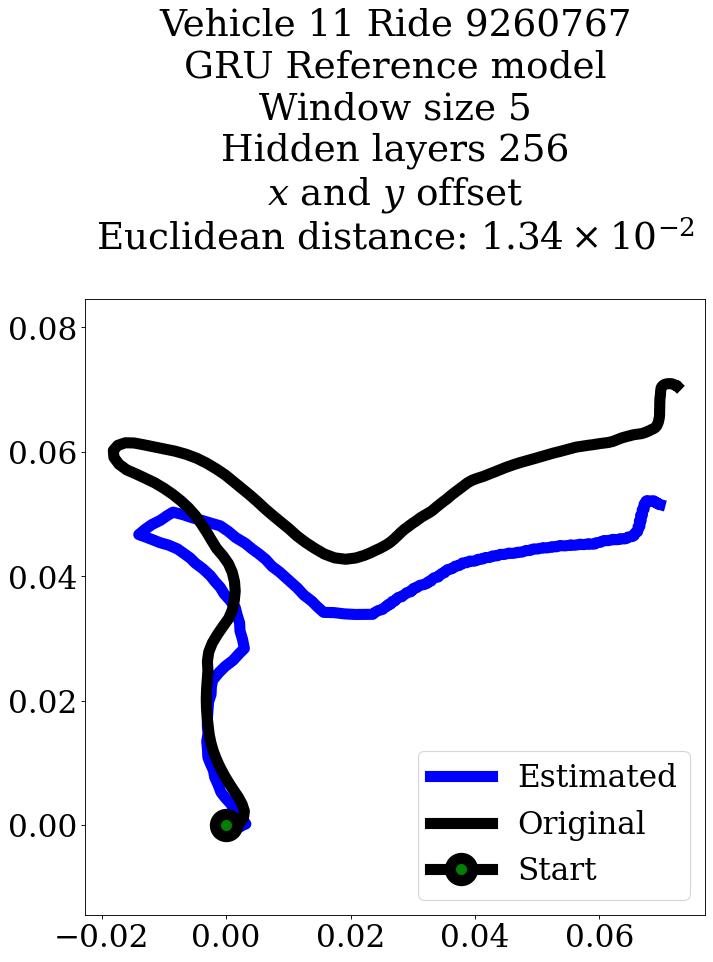 Vehicle 11 Ride 9260767
GRU Reference model
Window size 5
Hidden layers 256
x and y offset
Euclidean distance: 1.34 × 10⁻²
0.08
0.06
0.04
0.02
0.00
Estimated
Original
Start
−0.02 0.00 0.02 0.04 0.06